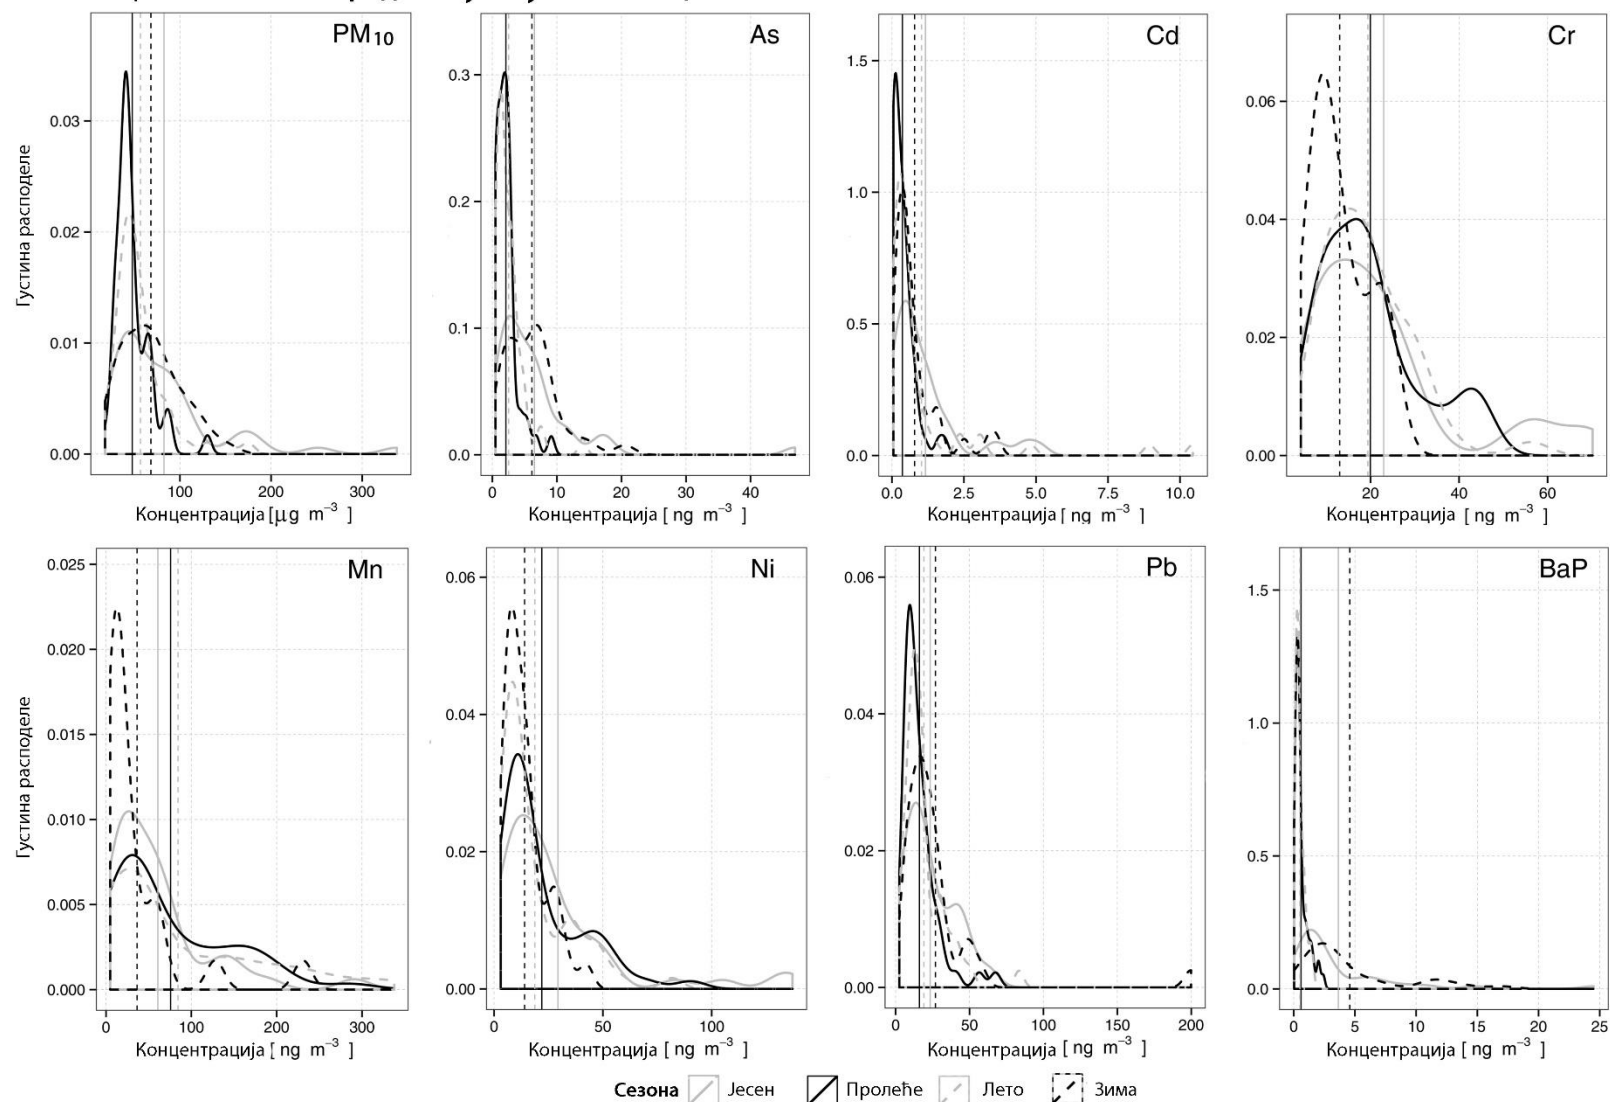 PM₁₀
As
Cd
Cr
Густина расподеле
0.03
0.02
0.01
0.00
0.3
0.2
0.1
0.0
1.5
1.0
0.5
0.0
0.06
0.04
0.02
0.00
100 200 300
0 10 20 30 40
0.0 2.5 5.0 7.5 10.0
20 40 60
Концентрација [μg m⁻³ ]
Концентрација [ ng m⁻³ ]
Концентрација [ ng m⁻³ ]
Концентрација [ ng m⁻³ ]
Mn
Ni
Pb
BaP
Густина расподеле
0.025
0.020
0.015
0.010
0.005
0.000
0.06
0.04
0.02
0.00
0.06
0.04
0.02
0.00
1.5
1.0
0.5
0.0
0 100 200 300
0 50 100
0 50 100 150 200
0 5 10 15 20 25
Концентрација [ ng m⁻³ ]
Концентрација [ ng m⁻³ ]
Концентрација [ ng m⁻³ ]
Концентрација [ ng m⁻³ ]
Сезона Јесен Пролеће Лето Зима